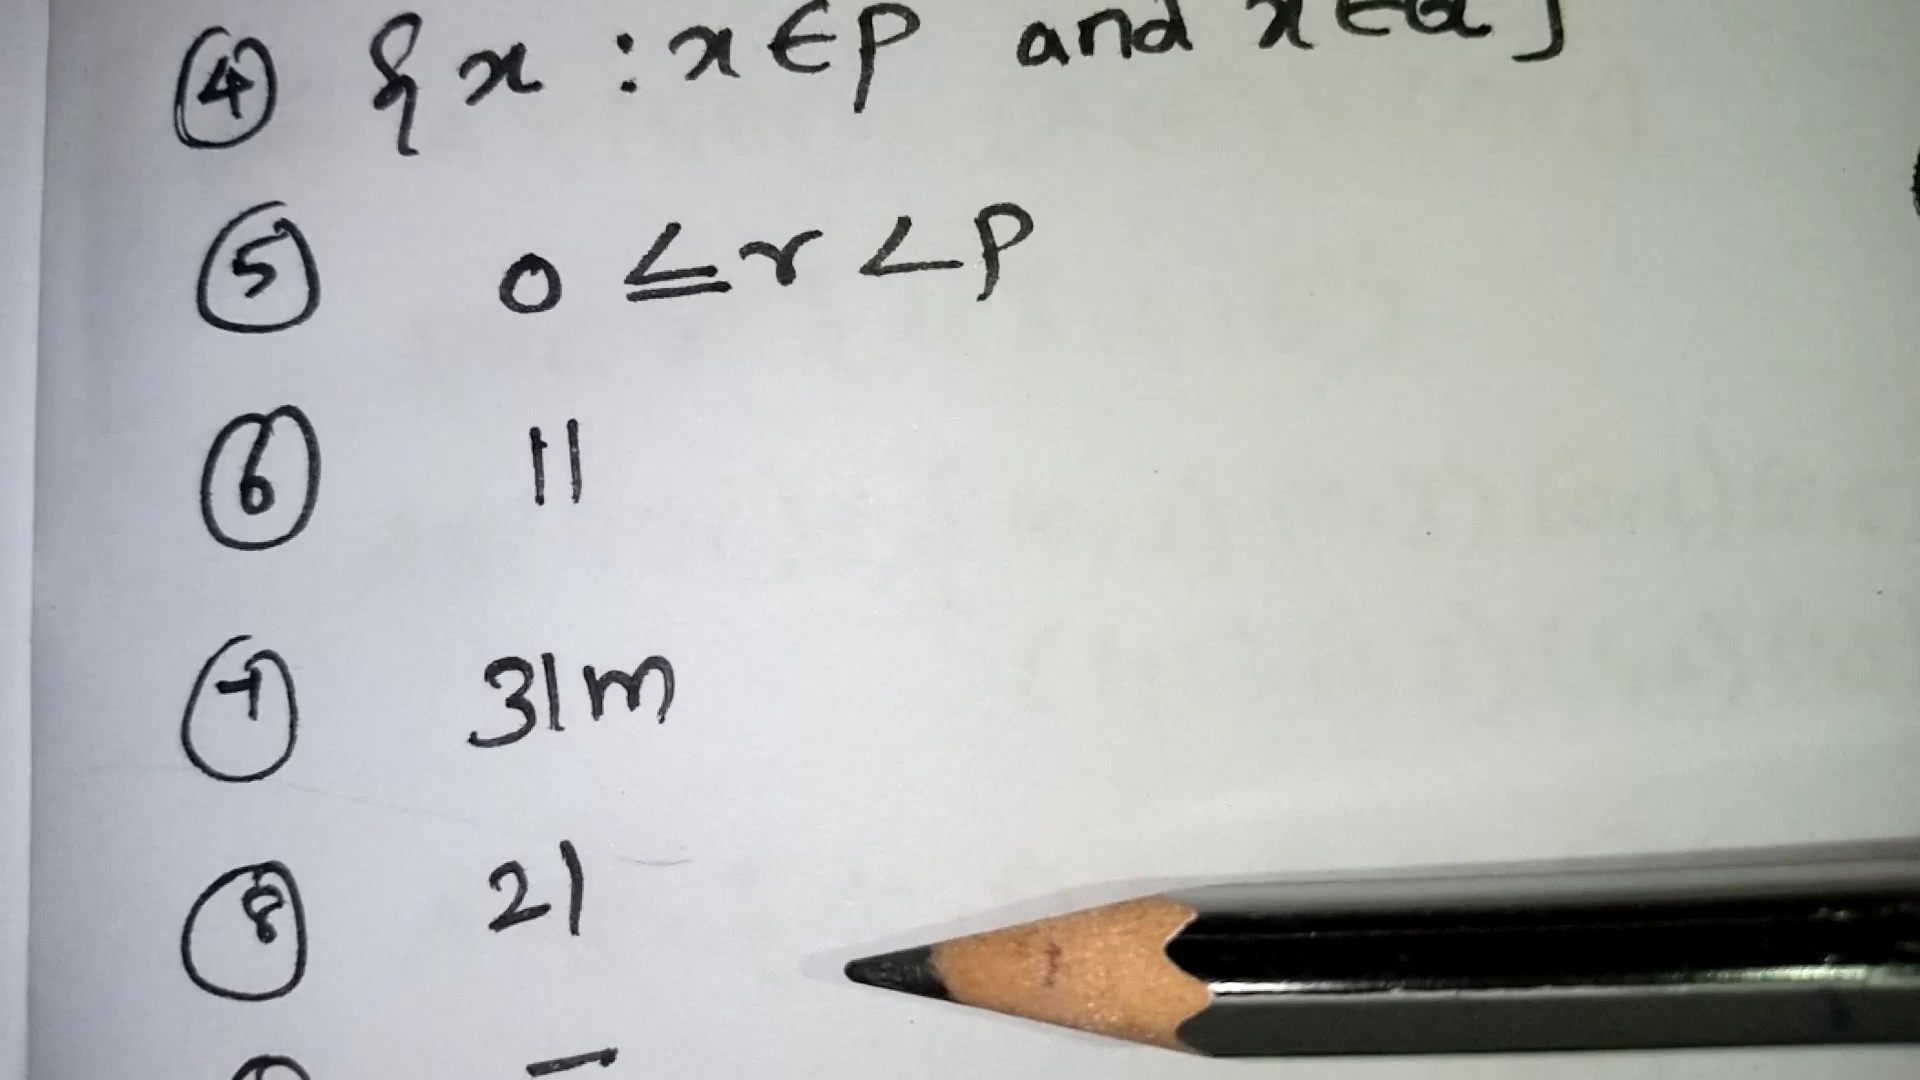 ④ { x : x ∈ P and x ∈ Q }
⑤ 0 ≤ r < P
⑥ 11
⑦ 31m
⑧ 21